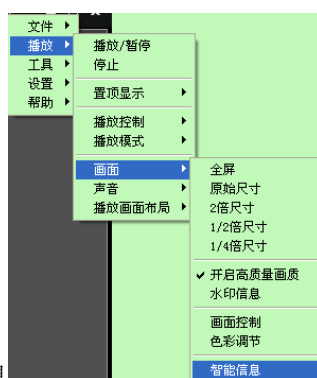 文件
播放
工具
设置
帮助
播放/暂停
停止
置顶显示
播放控制
播放模式
画面
声音
播放画面布局
全屏
原始尺寸
2倍尺寸
1/2倍尺寸
1/4倍尺寸
开启高质量画质
水印信息
画面控制
色彩调节
智能信息